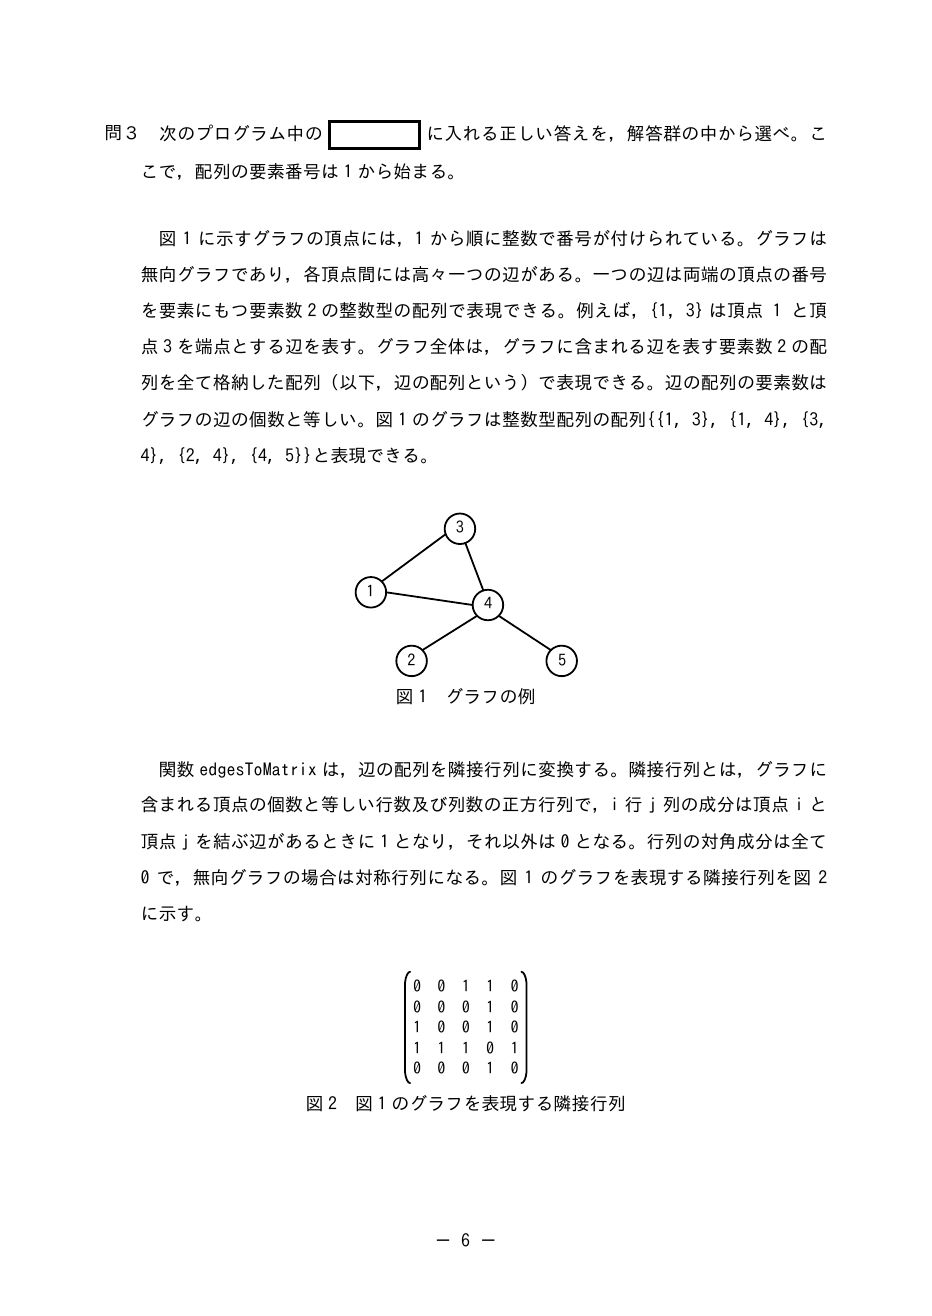 問3 次のプログラム中の に入れる正しい答えを，解答群の中から選べ。こ
こで，配列の要素番号は1から始まる。
図1に示すグラフの頂点には，1から順に整数で番号が付けられている。グラフは
無向グラフであり，各頂点間には高々一つの辺がある。一つの辺は両端の頂点の番号
を要素にもつ要素数2の整数型の配列で表現できる。例えば，{1, 3}は頂点 1 と頂
点3を端点とする辺を表す。グラフ全体は，グラフに含まれる辺を表す要素数2の配
列を全て格納した配列（以下，辺の配列という）で表現できる。辺の配列の要素数は
グラフの辺の個数と等しい。図1のグラフは整数型配列の配列{{1, 3}, {1, 4}, {3,
4}, {2, 4}, {4, 5}}と表現できる。
3
1
4
2
5
図1 グラフの例
関数 edgesToMatrix は，辺の配列を隣接行列に変換する。隣接行列とは，グラフに
含まれる頂点の個数と等しい行数及び列数の正方行列で，i 行 j 列の成分は頂点 i と
頂点 j を結ぶ辺があるときに1となり，それ以外は0となる。行列の対角成分は全て
0 で，無向グラフの場合は対称行列になる。図1のグラフを表現する隣接行列を図2
に示す。
0 0 1 1 0
0 0 0 1 0
1 0 0 1 0
1 1 1 0 1
0 0 0 1 0
図2 図1のグラフを表現する隣接行列
－ 6 －